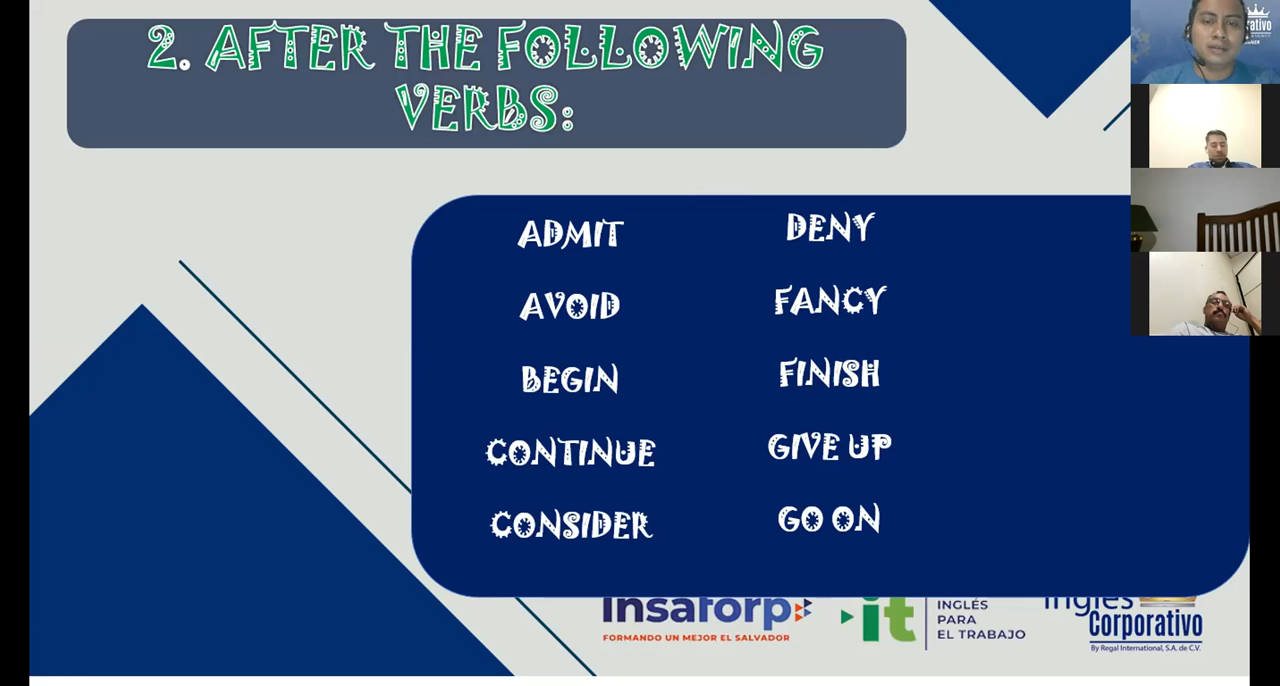 2. AFTER THE FOLLOWING
VERBS:
ADMIT
AVOID
BEGIN
CONTINUE
CONSIDER
DENY
FANCY
FINISH
GIVE UP
GO ON
Insaforp
FORMANDO UN MEJOR EL SALVADOR
it
INGLÉS
PARA
EL TRABAJO
Inglés
Corporativo
By Regal International, S.A. de C.V.